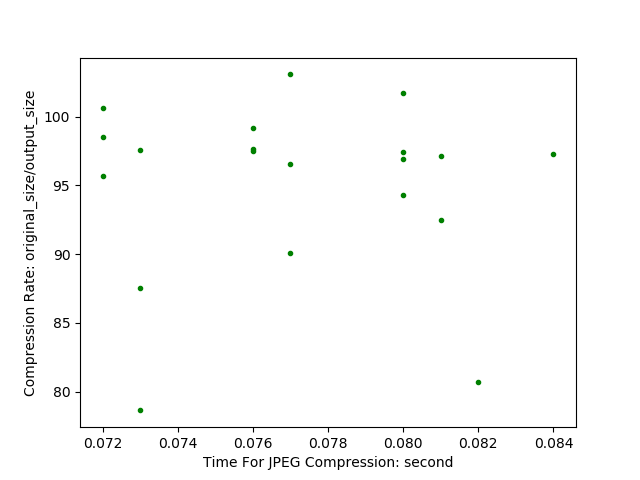 100
95
90
85
80
Compression Rate: original_size/output_size
0.072 0.074 0.076 0.078 0.080 0.082 0.084
Time For JPEG Compression: second